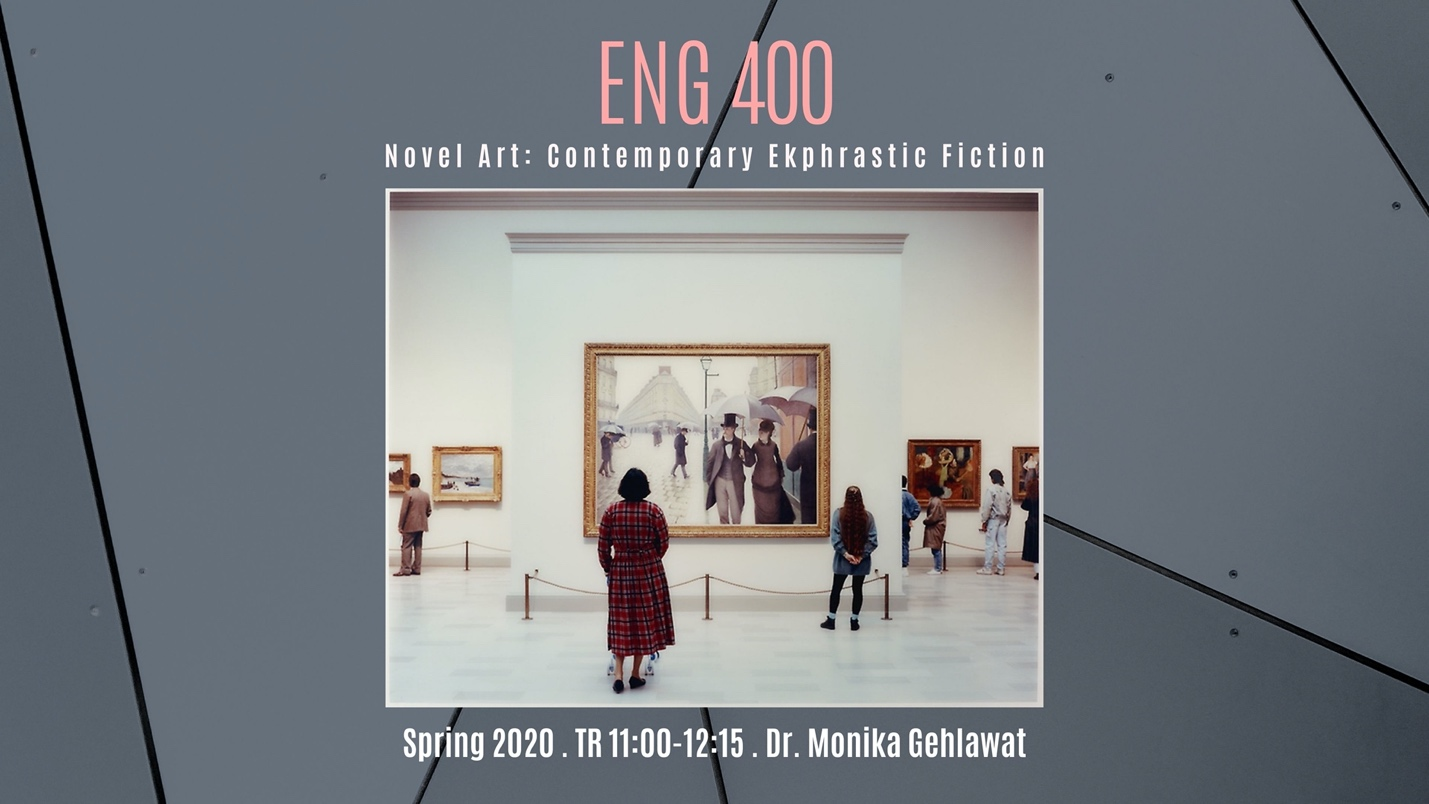 ENG 400
Novel Art: Contemporary Ekphrastic Fiction
Spring 2020 . TR 11:00-12:15 . Dr. Monika Gehlawat